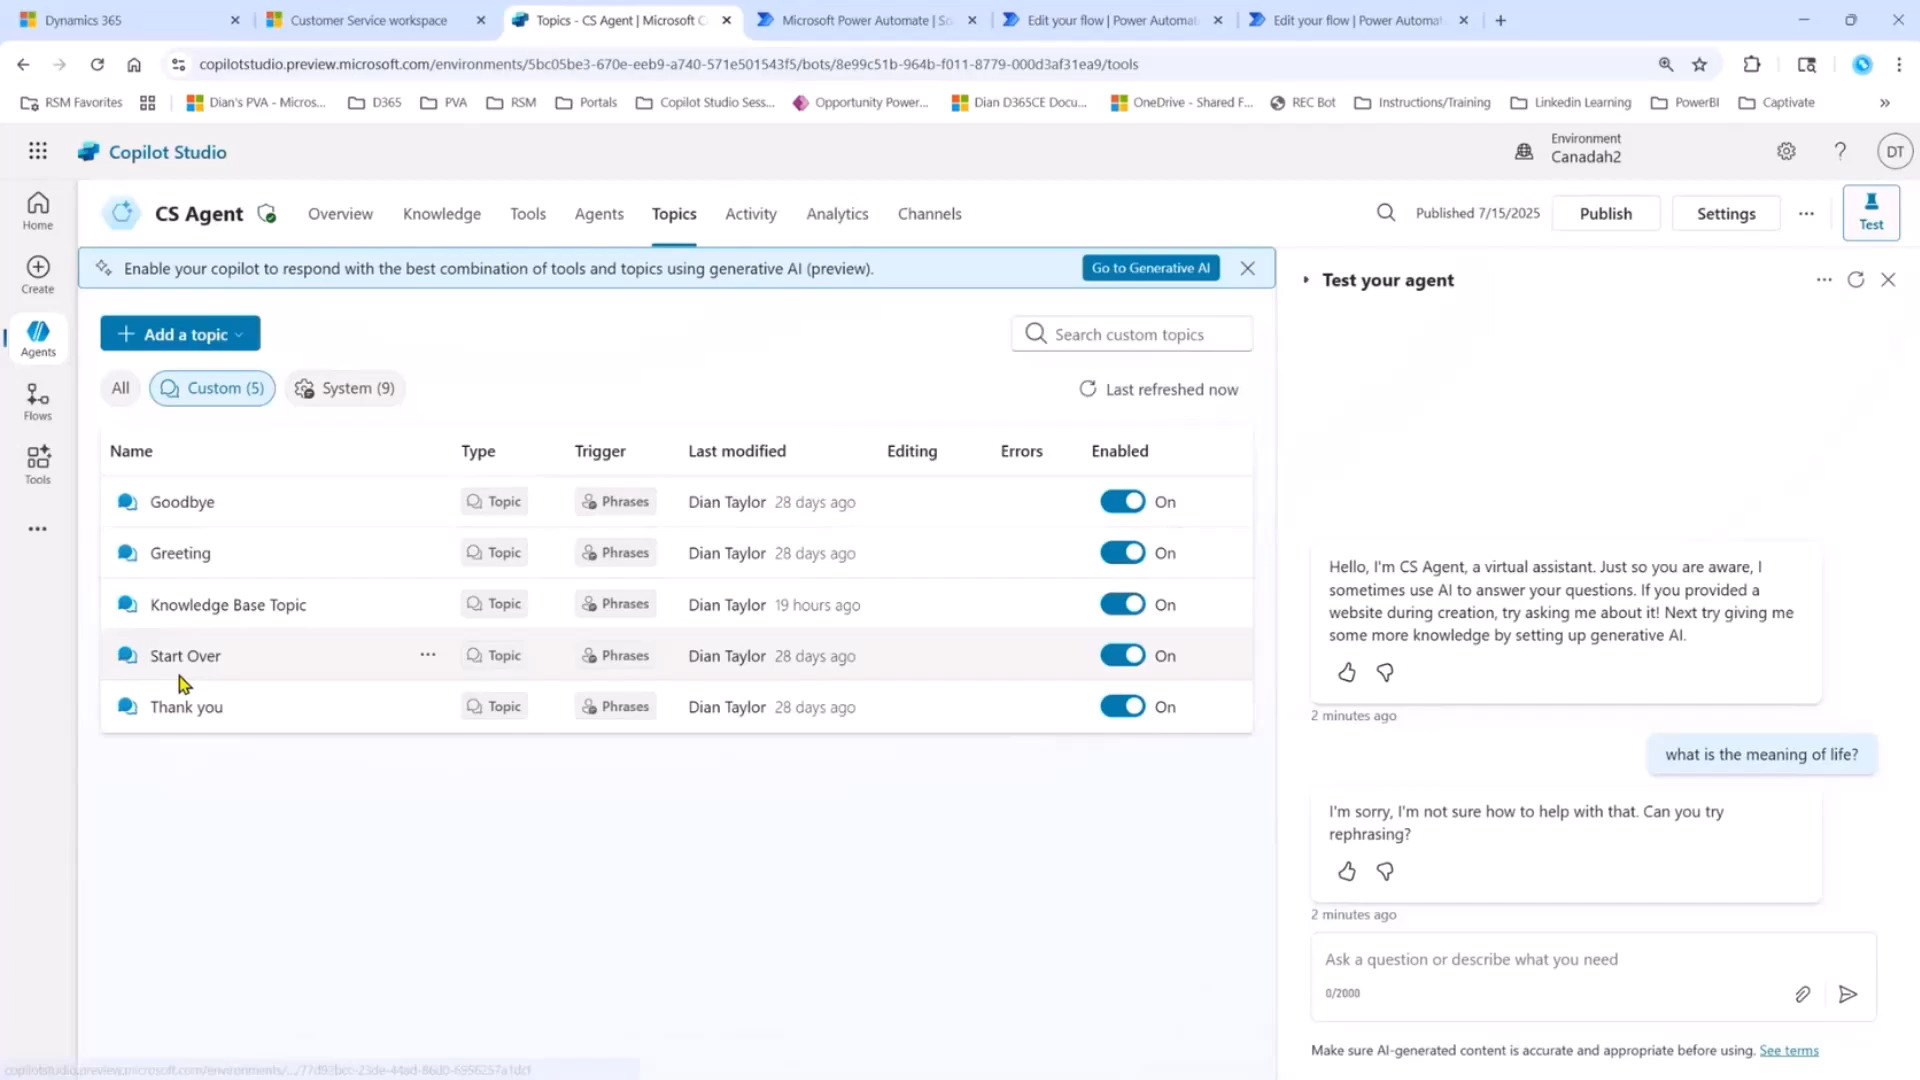 Dynamics 365
Customer Service workspace
Topics - CS Agent | Microsoft C
Microsoft Power Automate | So
Edit your flow | Power Automat
Edit your flow | Power Automat
copilotstudio.preview.microsoft.com/environments/5bc05be3-670e-eeb9-a740-571e501543f5/bots/8e99c51b-964b-f011-8779-000d3af31ea9/tools
RSM Favorites
Dian's PVA - Micros...
D365
PVA
RSM
Portals
Copilot Studio Sess...
Opportunity Power...
Dian D365CE Docu...
OneDrive - Shared F...
REC Bot
Instructions/Training
Linkedin Learning
PowerBI
Captivate
Copilot Studio
Environment
Canadah2
DT
Home
Create
Agents
Flows
Tools
CS Agent
Overview
Knowledge
Tools
Agents
Topics
Activity
Analytics
Channels
Published 7/15/2025
Publish
Settings
Test
Enable your copilot to respond with the best combination of tools and topics using generative AI (preview).
Go to Generative AI
Add a topic
Search custom topics
All
Custom (5)
System (9)
Last refreshed now
Name Type Trigger Last modified Editing Errors Enabled
Goodbye Topic Phrases Dian Taylor 28 days ago On
Greeting Topic Phrases Dian Taylor 28 days ago On
Knowledge Base Topic Topic Phrases Dian Taylor 19 hours ago On
Start Over ... Topic Phrases Dian Taylor 28 days ago On
Thank you Topic Phrases Dian Taylor 28 days ago On
Test your agent
Hello, I'm CS Agent, a virtual assistant. Just so you are aware, I
sometimes use AI to answer your questions. If you provided a
website during creation, try asking me about it! Next try giving me
some more knowledge by setting up generative AI.
2 minutes ago
what is the meaning of life?
I'm sorry, I'm not sure how to help with that. Can you try
rephrasing?
2 minutes ago
Ask a question or describe what you need
0/2000
Make sure AI-generated content is accurate and appropriate before using. See terms